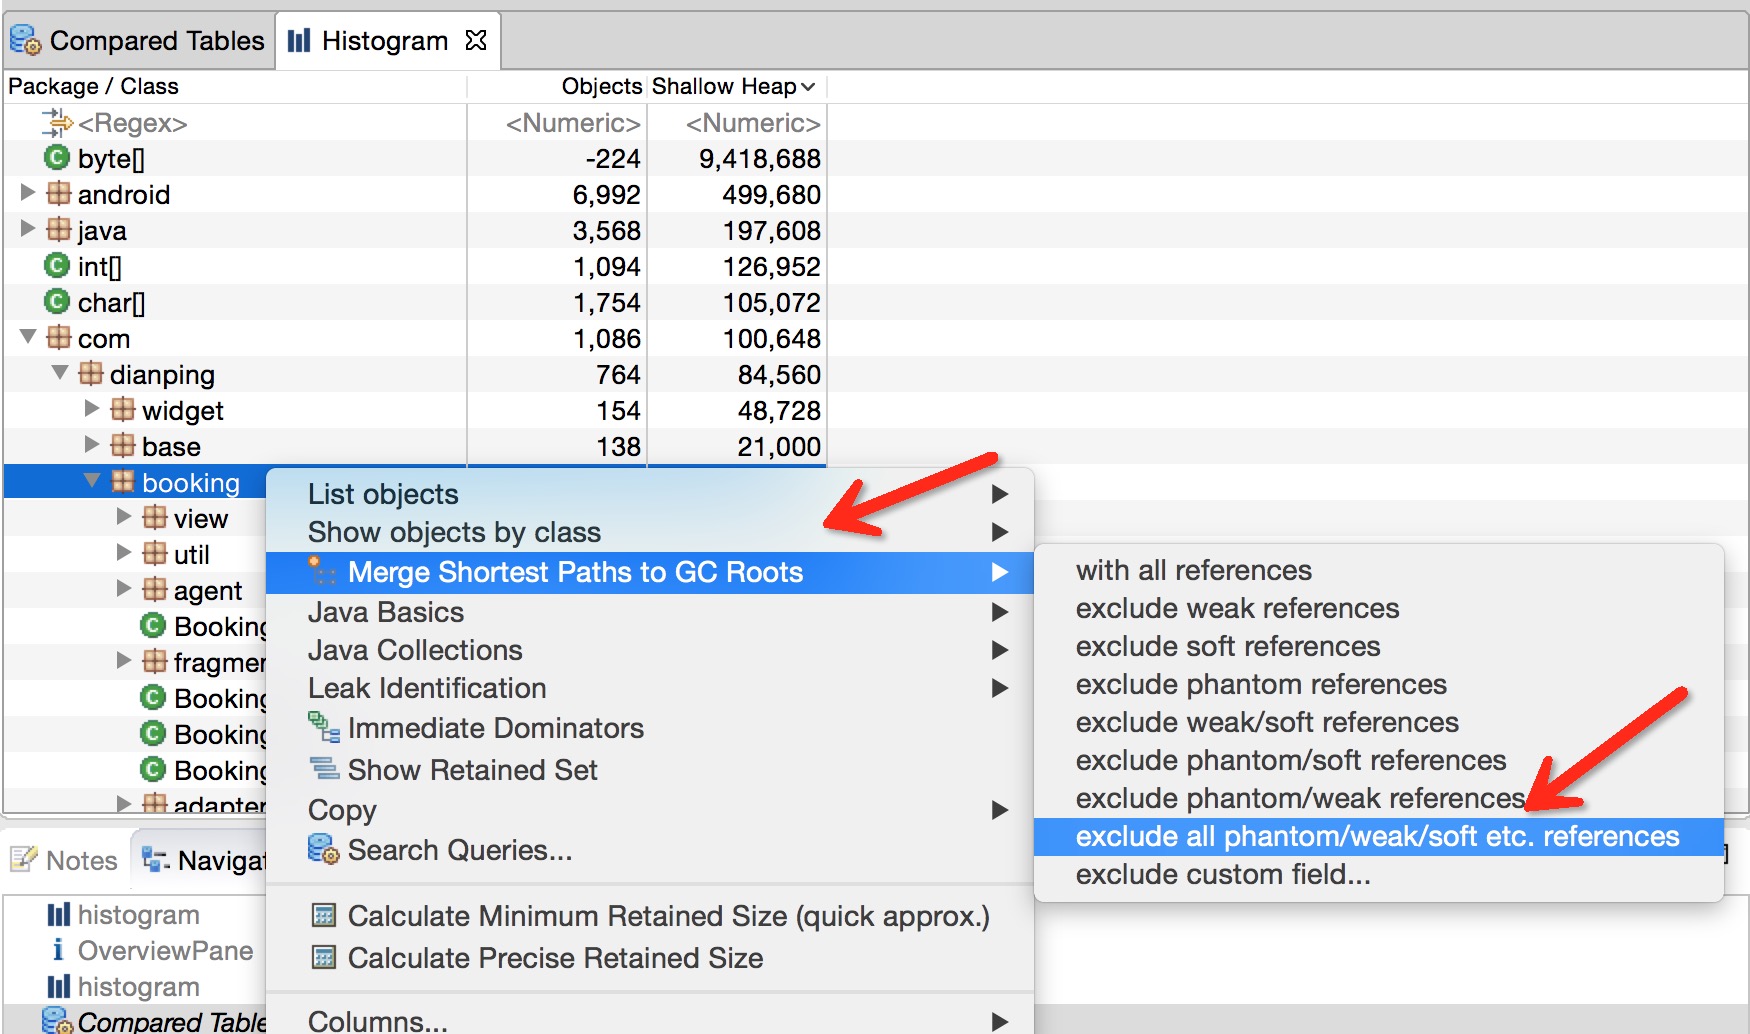 Compared Tables
Histogram
Package / Class Objects Shallow Heap
<Regex> <Numeric> <Numeric>
byte[] -224 9,418,688
android 6,992 499,680
java 3,568 197,608
int[] 1,094 126,952
char[] 1,754 105,072
com 1,086 100,648
dianping 764 84,560
widget 154 48,728
base 138 21,000
booking
view
util
agent
Booking
fragmen
Booking
Booking
Booking
adapter
List objects
Show objects by class
Merge Shortest Paths to GC Roots
Java Basics
Java Collections
Leak Identification
Immediate Dominators
Show Retained Set
Copy
Search Queries...
Calculate Minimum Retained Size (quick approx.)
Calculate Precise Retained Size
Columns...
with all references
exclude weak references
exclude soft references
exclude phantom references
exclude weak/soft references
exclude phantom/soft references
exclude phantom/weak references
exclude all phantom/weak/soft etc. references
exclude custom field...
Notes
Navigat
histogram
OverviewPane
histogram
Compared Table